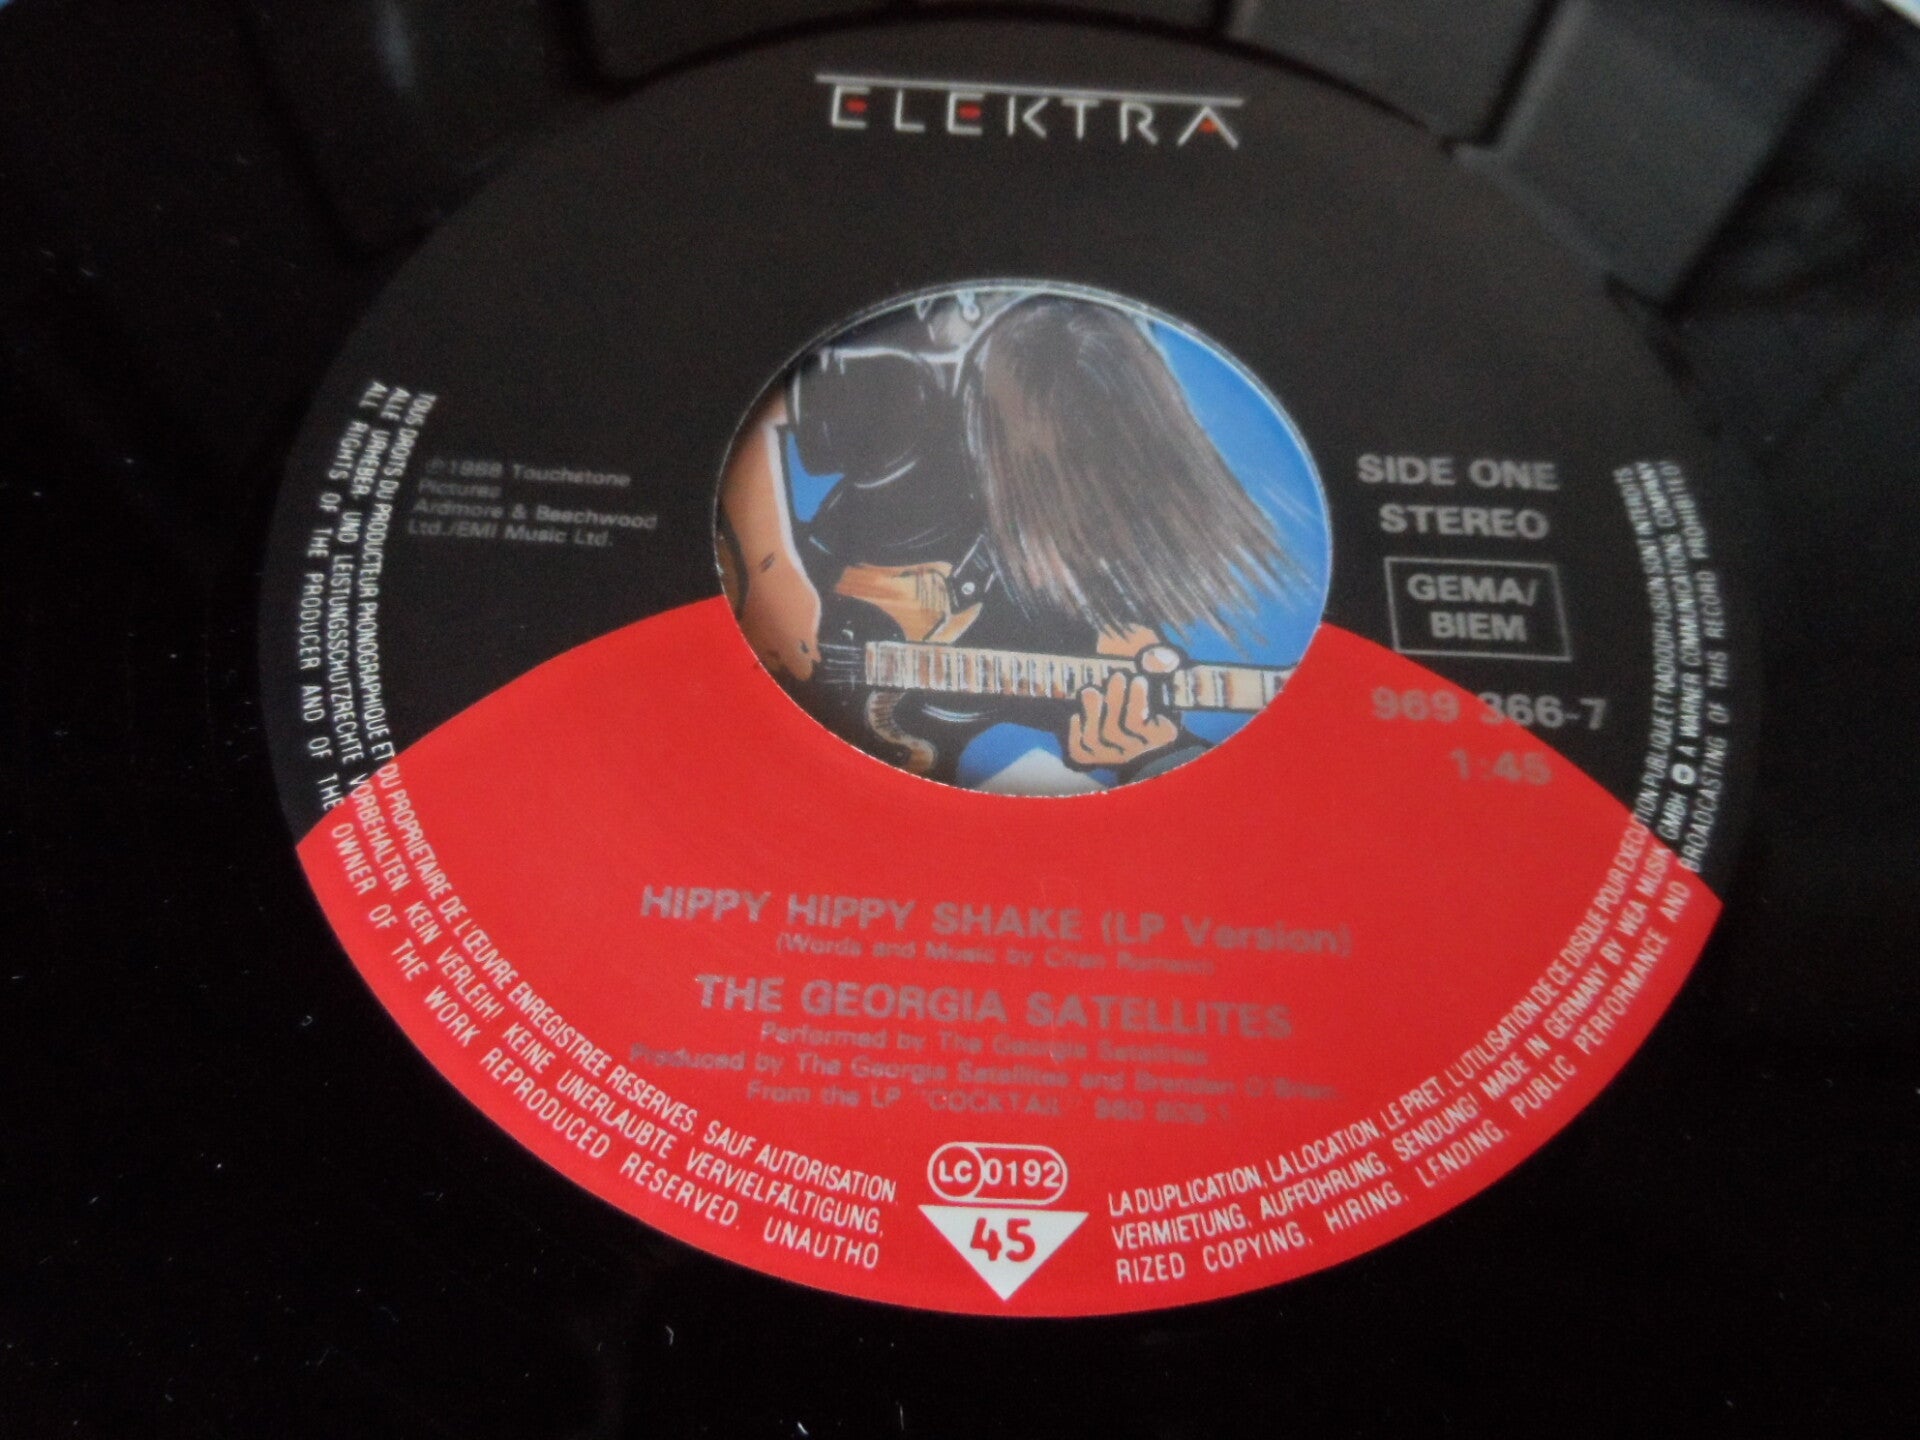 ELEKTRA
℗1988 Touchstone
Pictures
Ardmore & Beechwood
Ltd./EMI Music Ltd.
SIDE ONE
STEREO
GEMA/
BIEM
969 366-7
1:45
HIPPY HIPPY SHAKE (LP Version)
(Words and Music by Chan Romero)
THE GEORGIA SATELLITES
Performed by The Georgia Satellites
Produced by The Georgia Satellites and Brendan O'Brien
From the LP "COCKTAIL" 960 806-1
LC 0192
45
TOUS DROITS DU PRODUCTEUR PHONOGRAPHIQUE ET DU PROPRIETAIRE DE L'ŒUVRE ENREGISTREE RESERVES. SAUF AUTORISATION, LA DUPLICATION, LA LOCATION, LE PRET, L'UTILISATION DE CE DISQUE POUR EXECUTION PUBLIQUE ET RADIODIFFUSION SONT INTERDITS
ALLE URHEBER UND LEISTUNGSSCHUTZRECHTE VORBEHALTEN KEIN VERLEIH! KEINE UNERLAUBTE VERVIELFÄLTIGUNG, VERMIETUNG, AUFFÜHRUNG, SENDUNG! MADE IN GERMANY BY WEA MUSIK GMBH A WARNER COMMUNICATIONS COMPANY
ALL RIGHTS OF THE PRODUCER AND OF THE OWNER OF THE WORK REPRODUCED RESERVED. UNAUTHO RIZED COPYING, HIRING, LENDING, PUBLIC PERFORMANCE AND BROADCASTING OF THIS RECORD PROHIBITED!